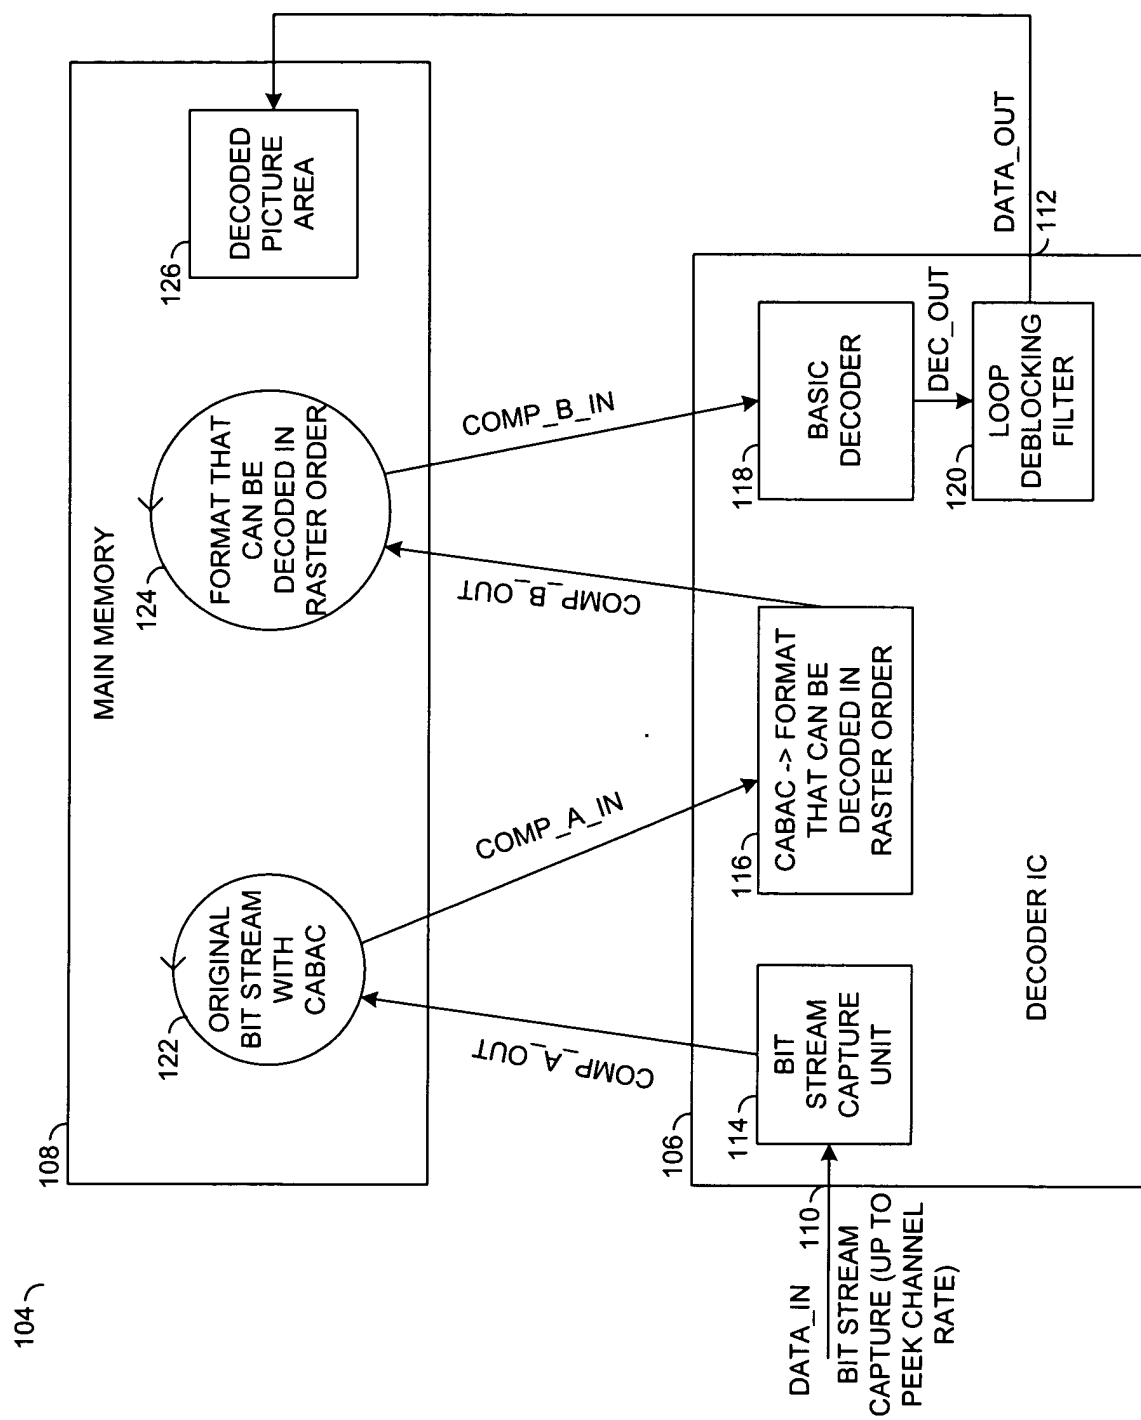 104
108
MAIN MEMORY
122
ORIGINAL
BIT STREAM
WITH
CABAC
124
FORMAT THAT
CAN BE
DECODED IN
RASTER ORDER
126
DECODED
PICTURE
AREA
COMP_A_OUT
COMP_A_IN
COMP_B_OUT
COMP_B_IN
DATA_OUT
106
110
112
DATA_IN
BIT STREAM
CAPTURE (UP TO
PEEK CHANNEL
RATE)
114
BIT
STREAM
CAPTURE
UNIT
116
CABAC -> FORMAT
THAT CAN BE
DECODED IN
RASTER ORDER
118
BASIC
DECODER
DEC_OUT
120
LOOP
DEBLOCKING
FILTER
DECODER IC